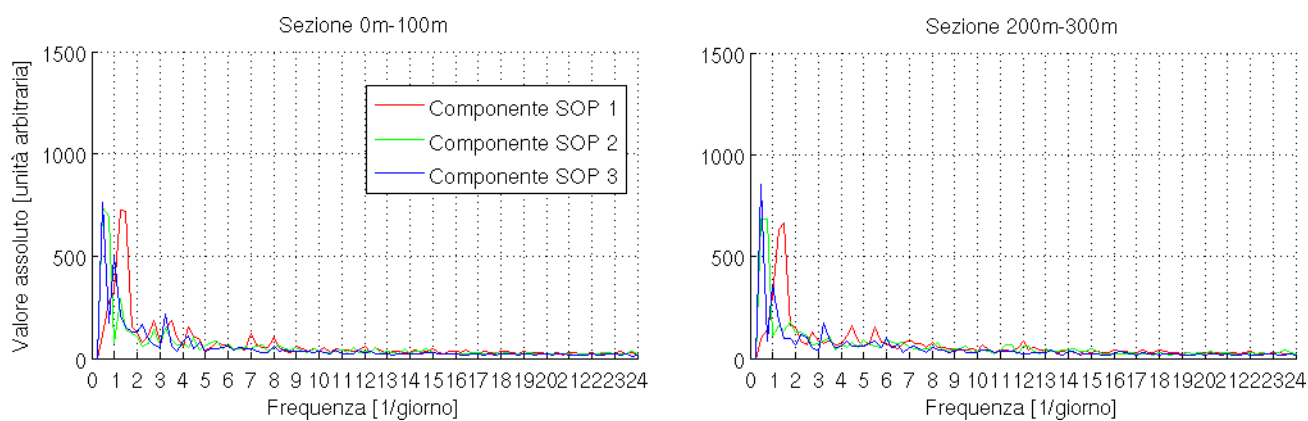 Sezione 0m-100m
Valore assoluto [unità arbitraria]
1500
1000
500
0
Componente SOP 1
Componente SOP 2
Componente SOP 3
0 1 2 3 4 5 6 7 8 9 10 11 12 13 14 15 16 17 18 19 20 21 22 23 24
Frequenza [1/giorno]
Sezione 200m-300m
1500
1000
500
0
0 1 2 3 4 5 6 7 8 9 10 11 12 13 14 15 16 17 18 19 20 21 22 23 24
Frequenza [1/giorno]